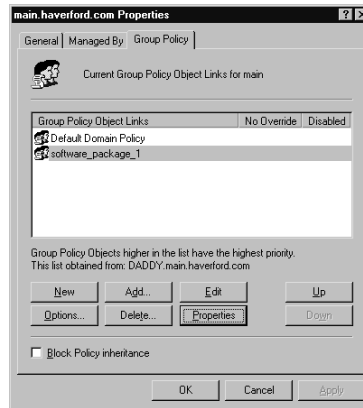 main.haverford.com Properties
General Managed By Group Policy
Current Group Policy Object Links for main
Group Policy Object Links No Override Disabled
Default Domain Policy
software_package_1
Group Policy Objects higher in the list have the highest priority.
This list obtained from: DADDY.main.haverford.com
New Add... Edit Up
Options... Delete... Properties Down
Block Policy inheritance
OK Cancel Apply